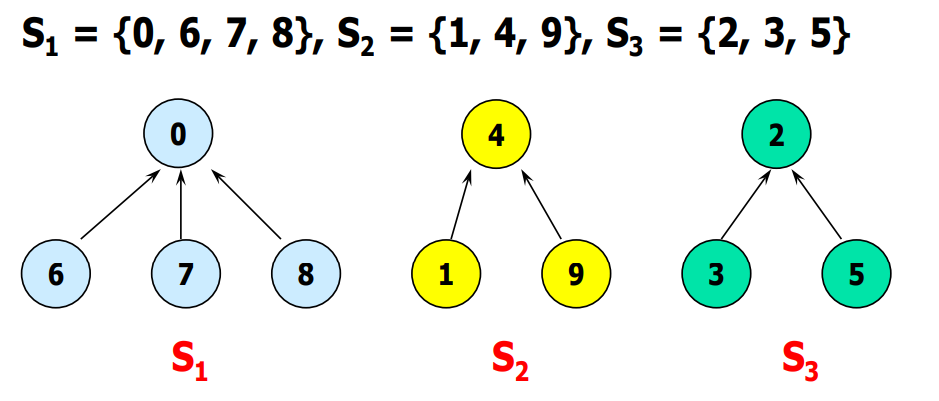 S₁ = {0, 6, 7, 8}, S₂ = {1, 4, 9}, S₃ = {2, 3, 5}
0 4 2
6 7 8 1 9 3 5
S₁ S₂ S₃